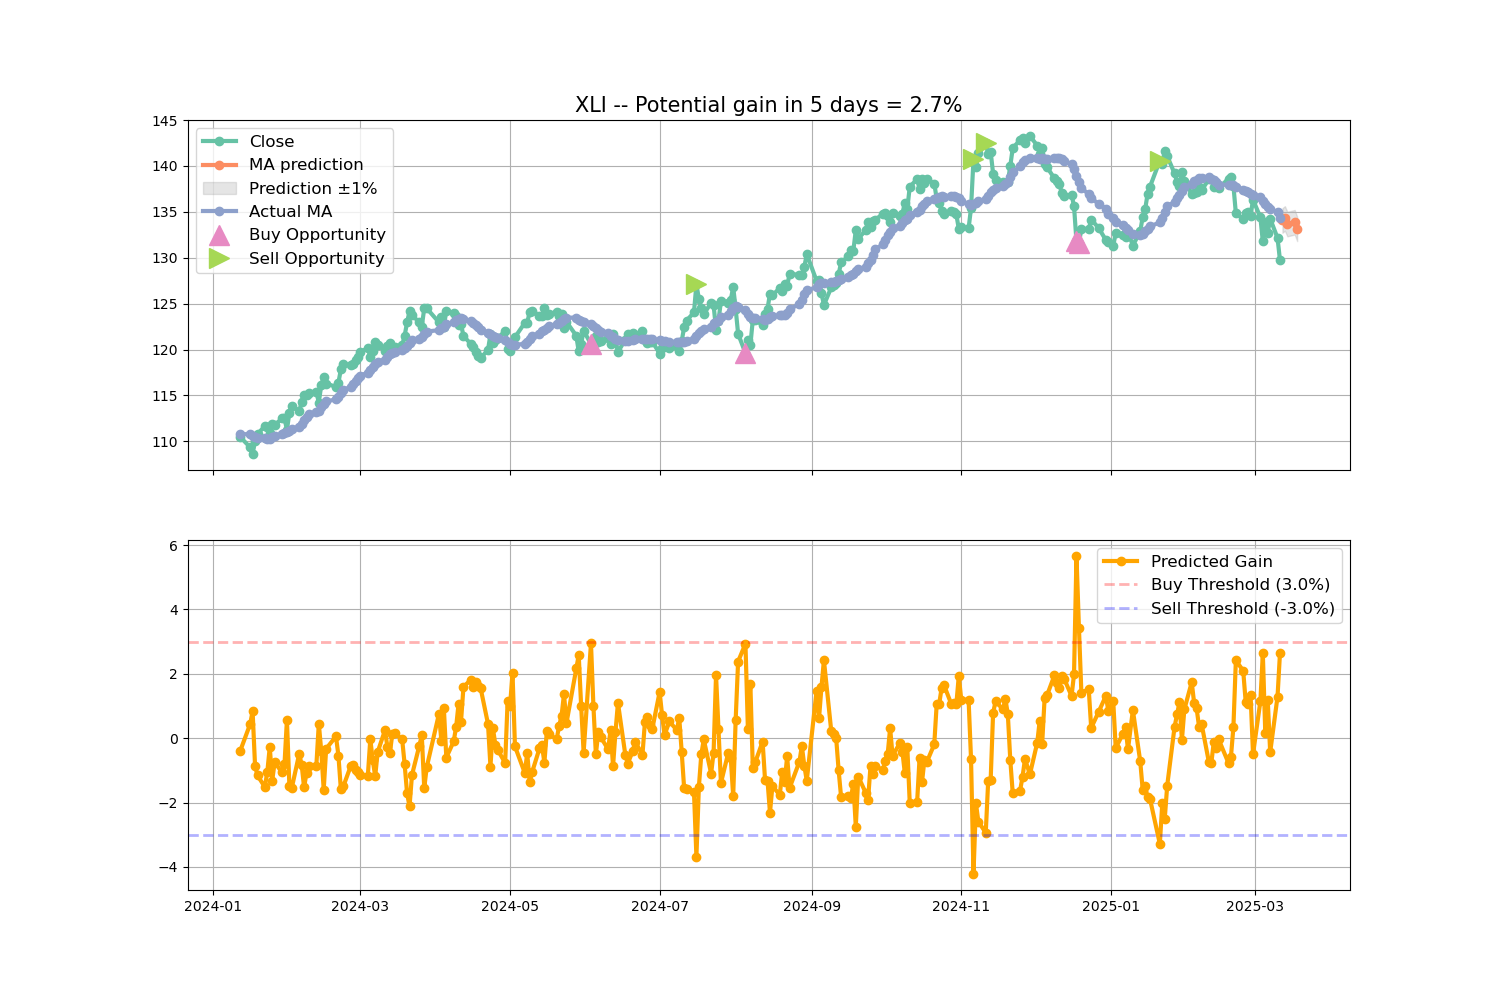 XLI -- Potential gain in 5 days = 2.7%
145
140
135
130
125
120
115
110
Close
MA prediction
Prediction ±1%
Actual MA
Buy Opportunity
Sell Opportunity
6
4
2
0
−2
−4
Predicted Gain
Buy Threshold (3.0%)
Sell Threshold (-3.0%)
2024-01 2024-03 2024-05 2024-07 2024-09 2024-11 2025-01 2025-03